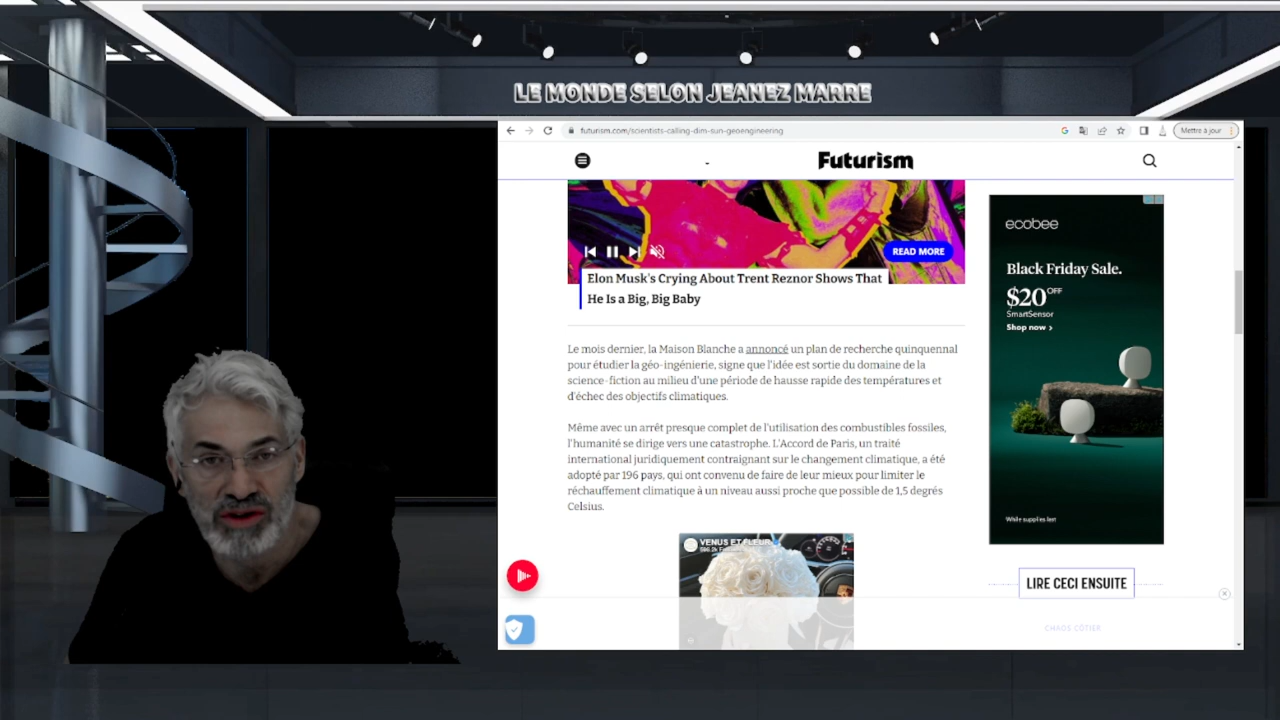 LE MONDE SELON JEANEZ MARRE
futurism.com/scientists-calling-dim-sun-geoengineering
Mettre à jour
Futurism
READ MORE
Elon Musk's Crying About Trent Reznor Shows That
He Is a Big, Big Baby
Le mois dernier, la Maison Blanche a annoncé un plan de recherche quinquennal
pour étudier la géo-ingénierie, signe que l'idée est sortie du domaine de la
science-fiction au milieu d'une période de hausse rapide des températures et
d'échec des objectifs climatiques.
Même avec un arrêt presque complet de l'utilisation des combustibles fossiles,
l'humanité se dirige vers une catastrophe. L'Accord de Paris, un traité
international juridiquement contraignant sur le changement climatique, a été
adopté par 196 pays, qui ont convenu de faire de leur mieux pour limiter le
réchauffement climatique à un niveau aussi proche que possible de 1,5 degrés
Celsius.
VENUS ET FLEUR
ecobee
Black Friday Sale.
$20 OFF
SmartSensor
Shop now >
While supplies last
LIRE CECI ENSUITE
CHAOS CÔTIER